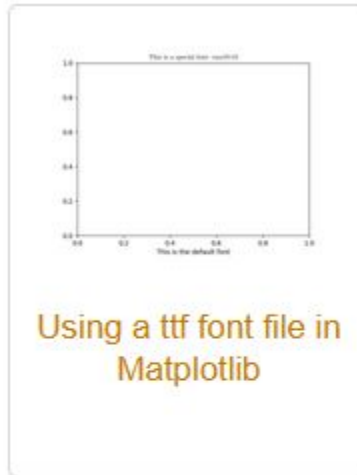 This is a special font: cmr10.ttf
1.0
0.8
0.6
0.4
0.2
0.0
0.0 0.2 0.4 0.6 0.8 1.0
This is the default font
Using a ttf font file in
Matplotlib